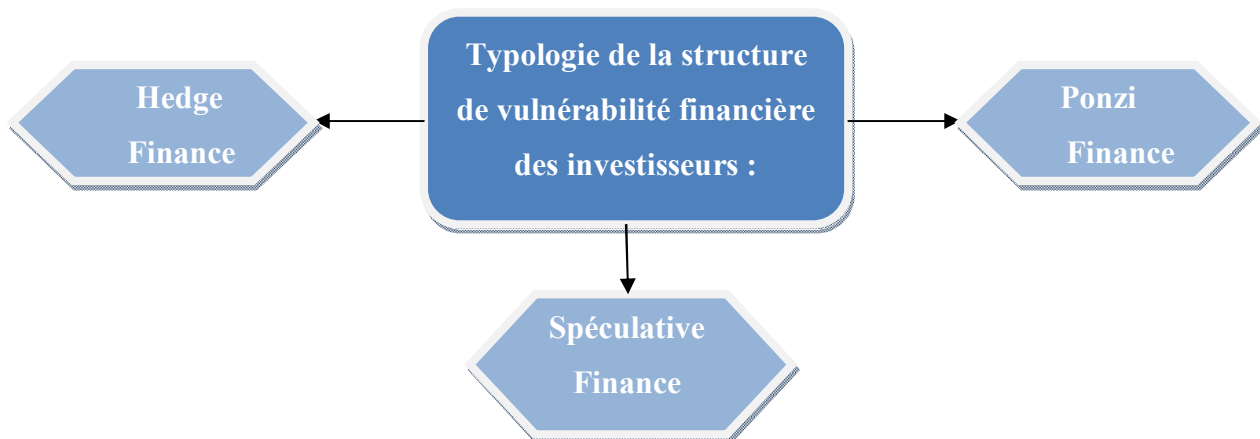 Typologie de la structure
de vulnérabilité financière
des investisseurs :
Hedge
Finance
Ponzi
Finance
Spéculative
Finance